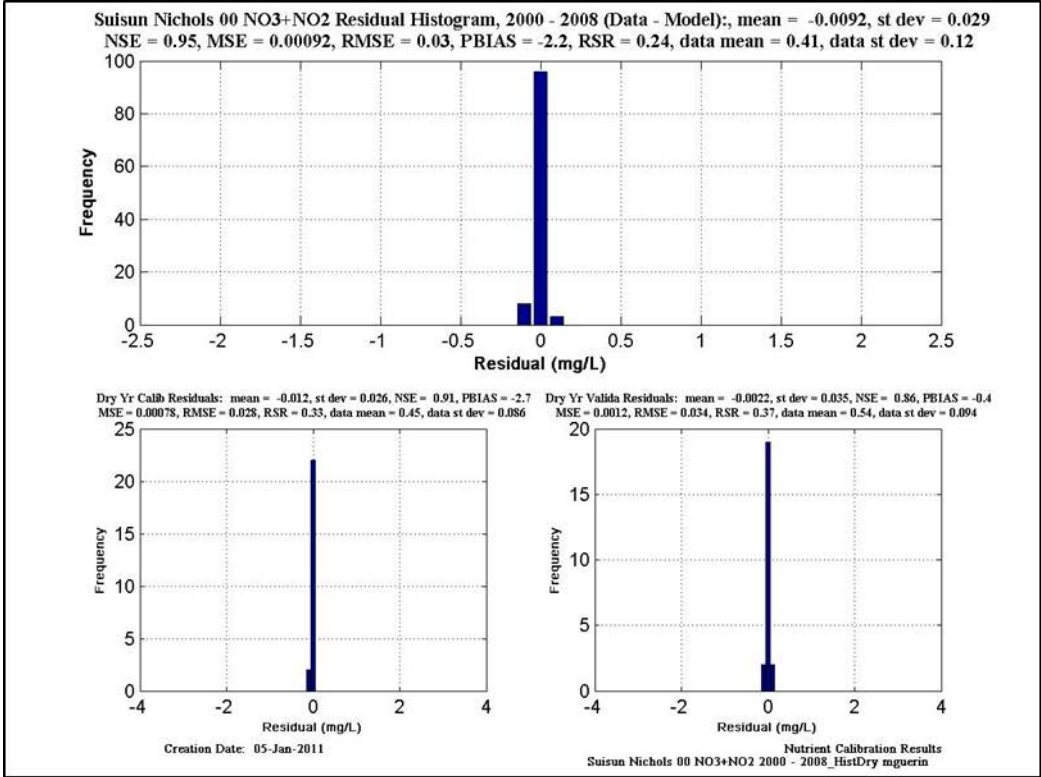 Suisun Nichols 00 NO3+NO2 Residual Histogram, 2000 - 2008 (Data - Model):, mean = -0.0092, st dev = 0.029
NSE = 0.95, MSE = 0.00092, RMSE = 0.03, PBIAS = -2.2, RSR = 0.24, data mean = 0.41, data st dev = 0.12
100
80
60
40
20
0
Frequency
-2.5 -2 -1.5 -1 -0.5 0 0.5 1 1.5 2 2.5
Residual (mg/L)
Dry Yr Calib Residuals: mean = -0.012, st dev = 0.026, NSE = 0.91, PBIAS = -2.7
MSE = 0.00078, RMSE = 0.028, RSR = 0.33, data mean = 0.45, data st dev = 0.086
25
20
15
10
5
0
Frequency
-4 -2 0 2 4
Residual (mg/L)
Creation Date: 05-Jan-2011
Dry Yr Valida Residuals: mean = -0.0022, st dev = 0.035, NSE = 0.86, PBIAS = -0.4
MSE = 0.0012, RMSE = 0.034, RSR = 0.37, data mean = 0.54, data st dev = 0.094
20
15
10
5
0
Frequency
-4 -2 0 2 4
Residual (mg/L)
Nutrient Calibration Results
Suisun Nichols 00 NO3+NO2 2000 - 2008_HistDry mguerin